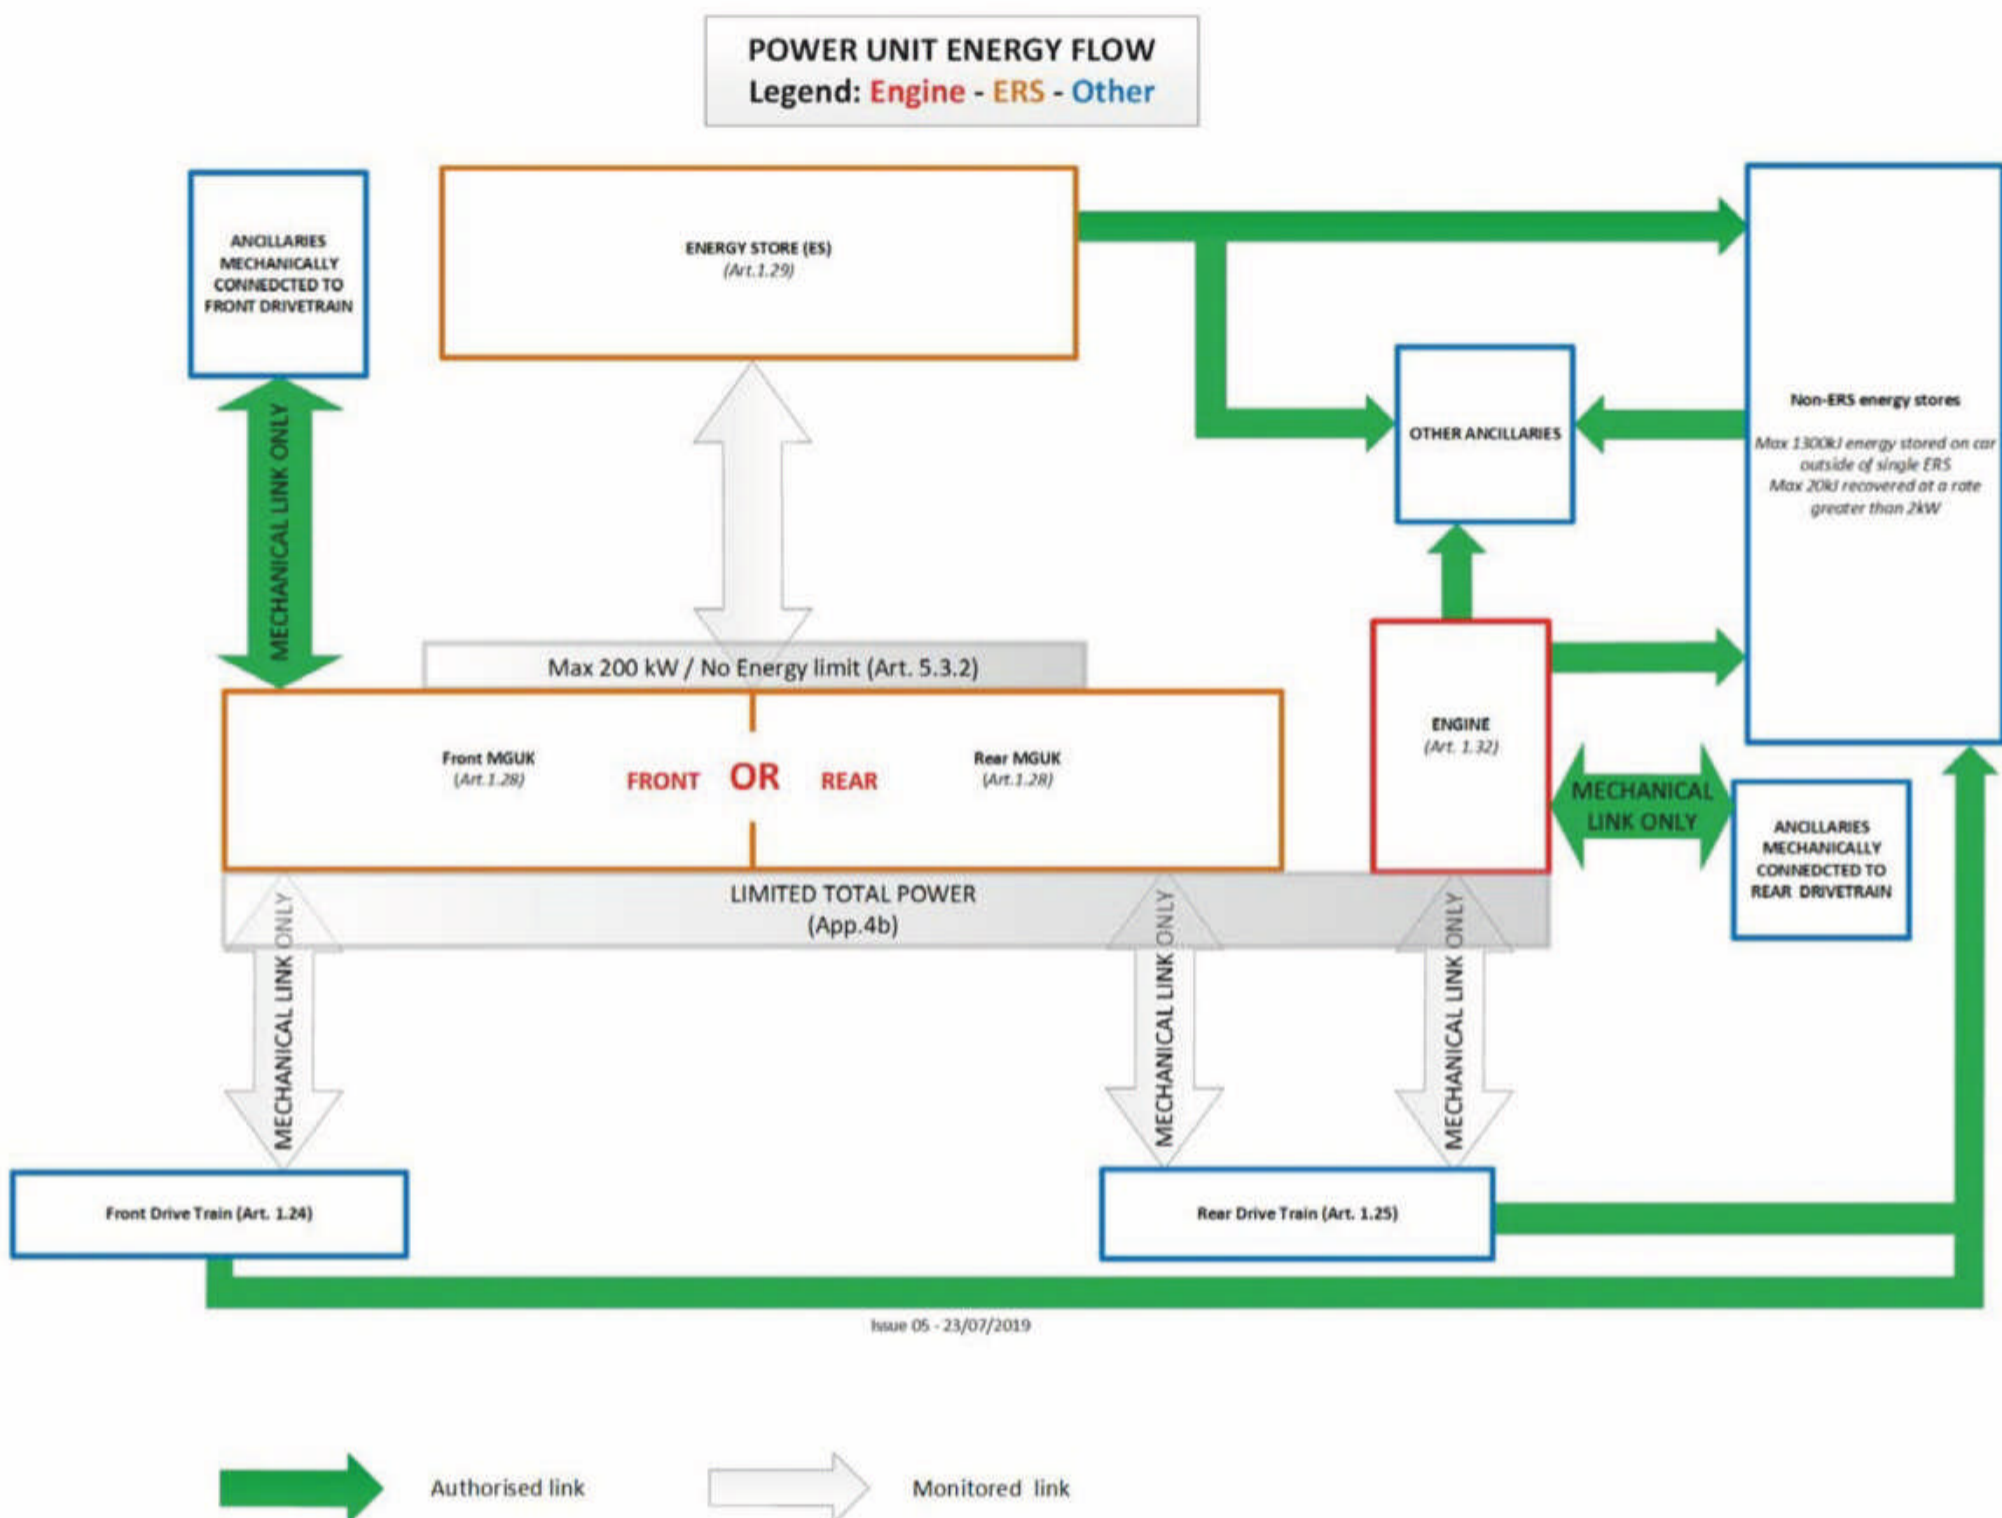 POWER UNIT ENERGY FLOW
Legend: Engine - ERS - Other
ANCILLARIES
MECHANICALLY
CONNEDCTED TO
FRONT DRIVETRAIN
ENERGY STORE (ES)
(Art.1.29)
MECHANICAL LINK ONLY
OTHER ANCILLARIES
Non-ERS energy stores
Max 1300kJ energy stored on car
outside of single ERS
Max 20kJ recovered at a rate
greater than 2kW
Max 200 kW / No Energy limit (Art. 5.3.2)
Front MGUK
(Art.1.28)
FRONT OR REAR
Rear MGUK
(Art.1.28)
ENGINE
(Art. 1.32)
MECHANICAL
LINK ONLY
ANCILLARIES
MECHANICALLY
CONNEDCTED TO
REAR DRIVETRAIN
LIMITED TOTAL POWER
(App.4b)
MECHANICAL LINK ONLY
MECHANICAL LINK ONLY
MECHANICAL LINK ONLY
Front Drive Train (Art. 1.24)
Rear Drive Train (Art. 1.25)
Issue 05 - 23/07/2019
Authorised link
Monitored link